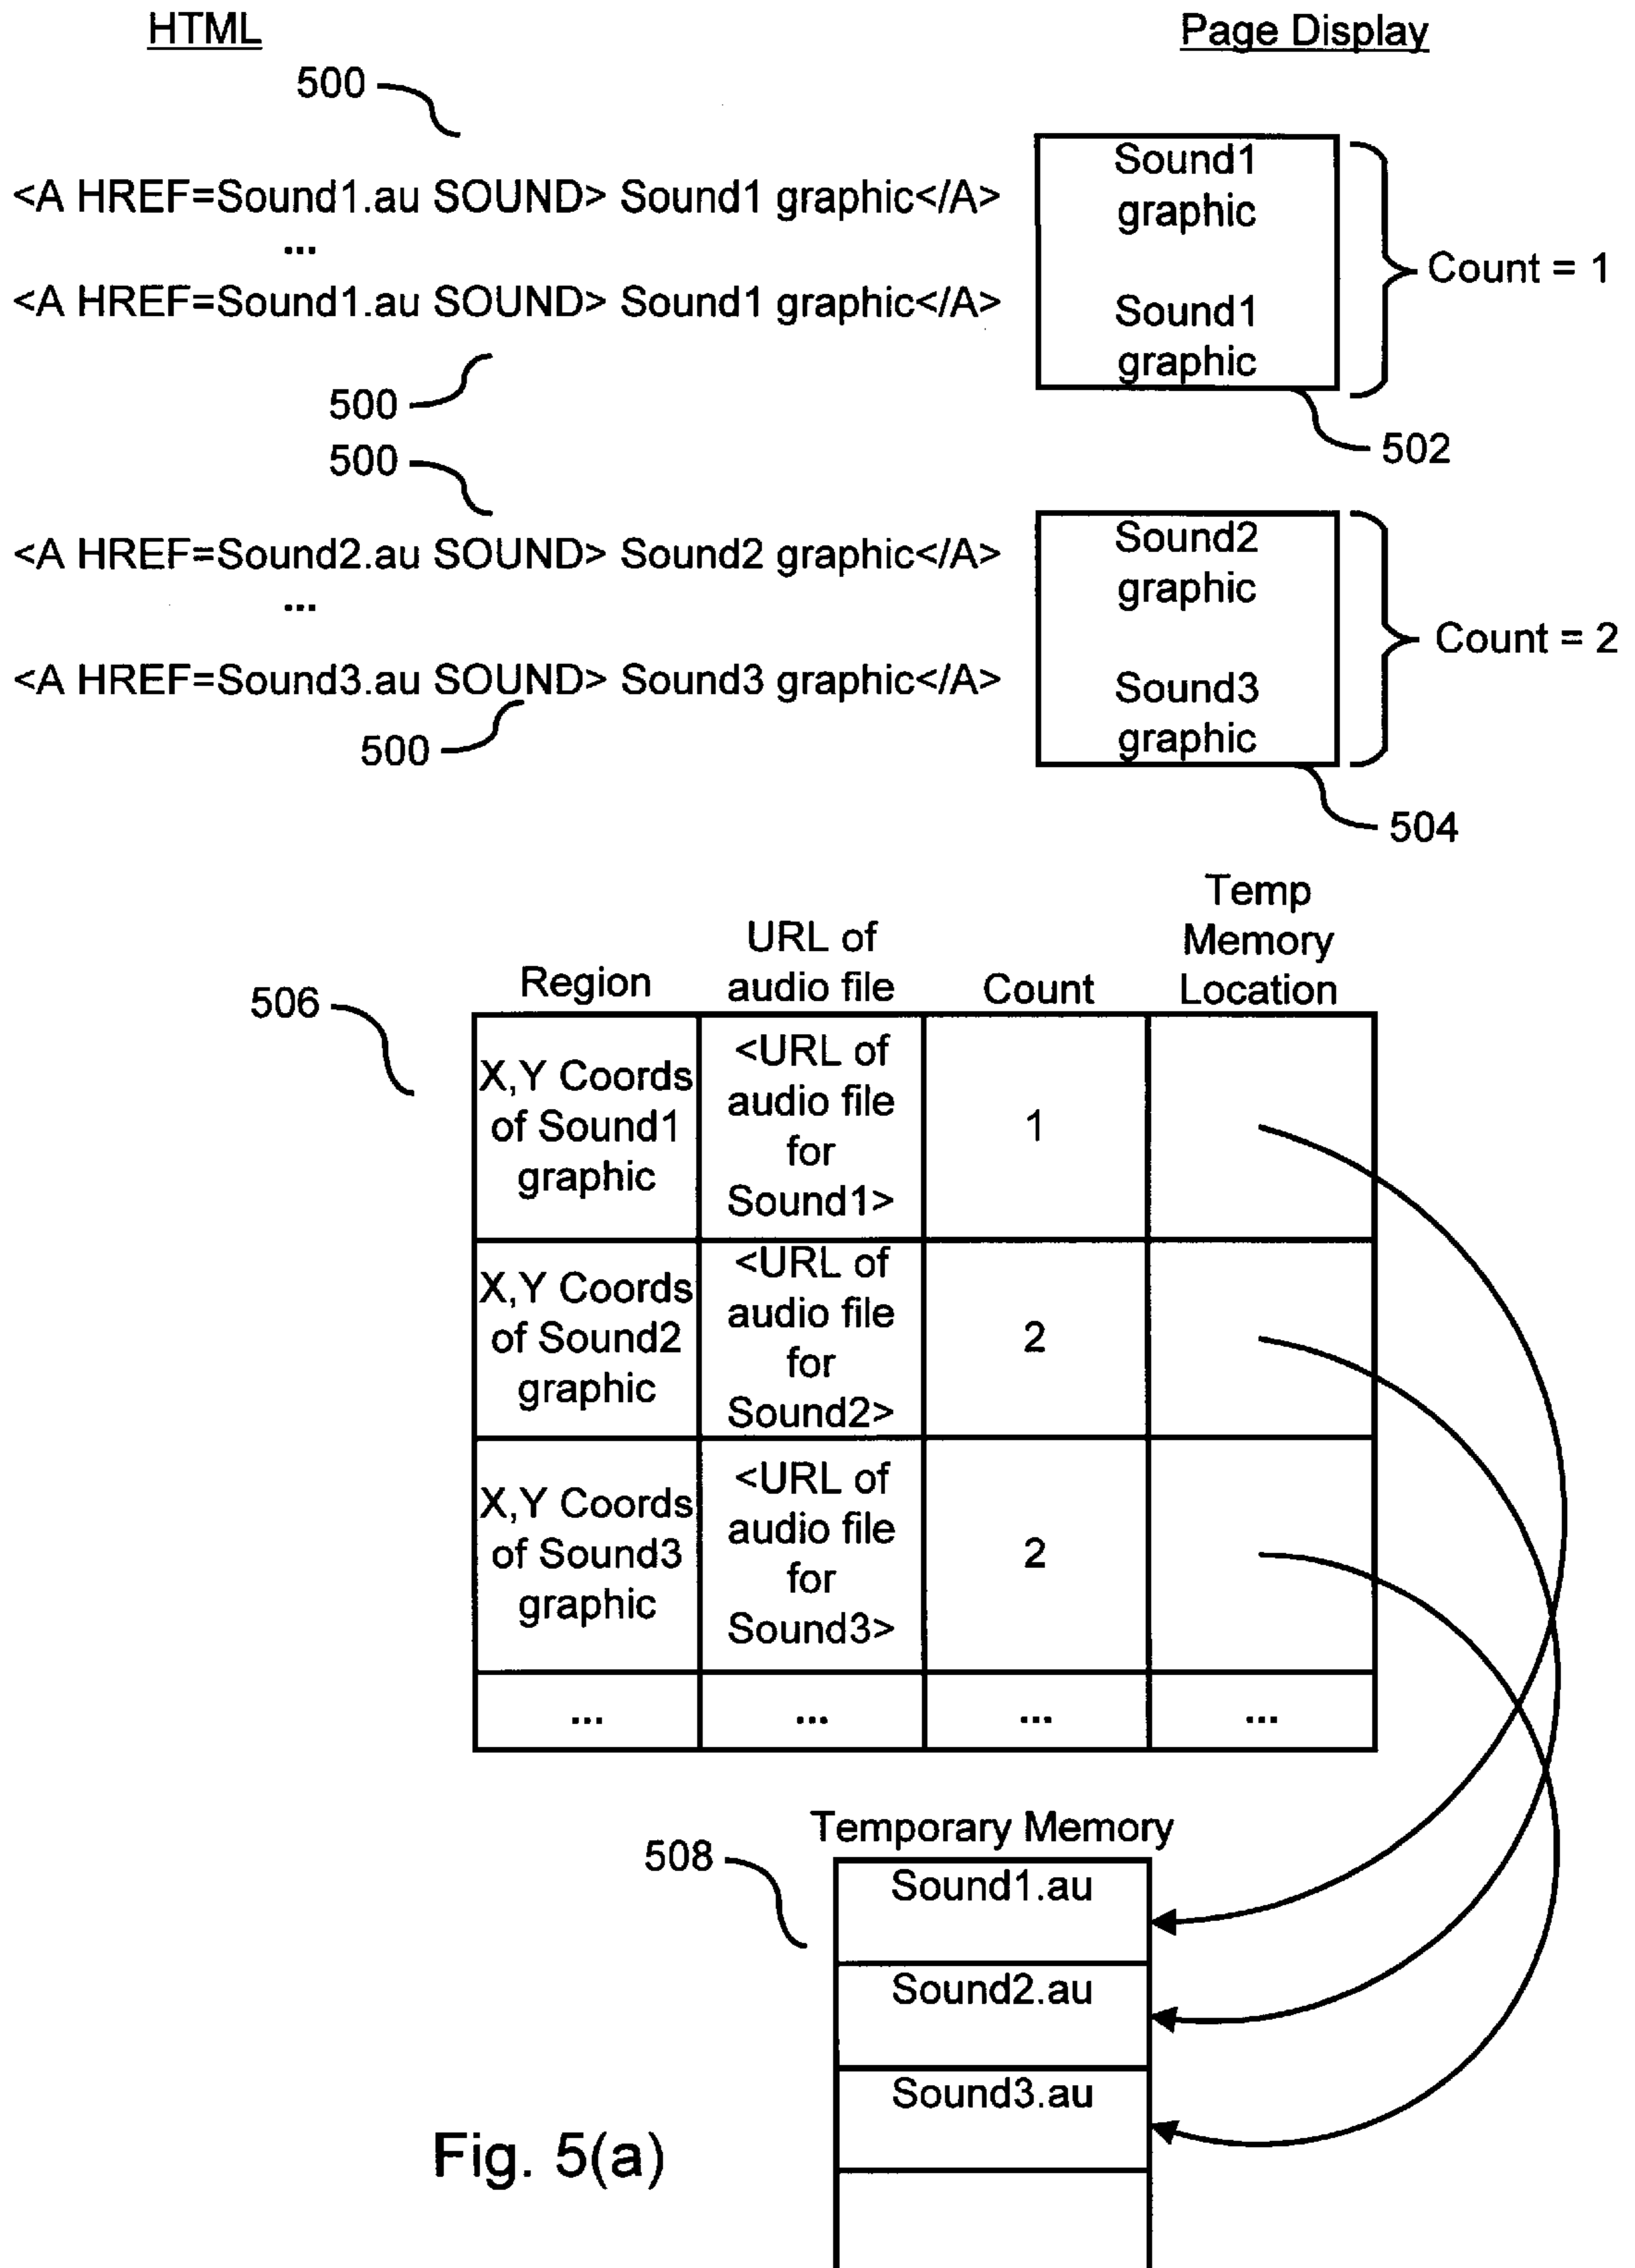 HTML
Page Display
500
<A HREF=Sound1.au SOUND> Sound1 graphic</A>
...
<A HREF=Sound1.au SOUND> Sound1 graphic</A>
500
Sound1
graphic
Sound1
graphic
Count = 1
502
500
<A HREF=Sound2.au SOUND> Sound2 graphic</A>
...
<A HREF=Sound3.au SOUND> Sound3 graphic</A>
500
Sound2
graphic
Sound3
graphic
Count = 2
504
506
Region
URL of
audio file
Count
Temp
Memory
Location
X,Y Coords
of Sound1
graphic
<URL of
audio file
for
Sound1>
1
X,Y Coords
of Sound2
graphic
<URL of
audio file
for
Sound2>
2
X,Y Coords
of Sound3
graphic
<URL of
audio file
for
Sound3>
2
... ... ... ...
Temporary Memory
508
Sound1.au
Sound2.au
Sound3.au
Fig. 5(a)